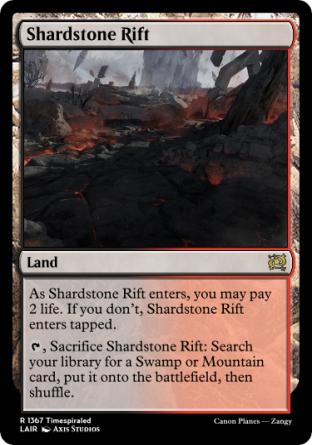 Shardstone Rift
Land
As Shardstone Rift enters, you may pay
2 life. If you don't, Shardstone Rift
enters tapped.
, Sacrifice Shardstone Rift: Search
your library for a Swamp or Mountain
card, put it onto the battlefield, then
shuffle.
R 1367 Timespiraled
LAIR Axis Studios
Canon Planes — Zangy